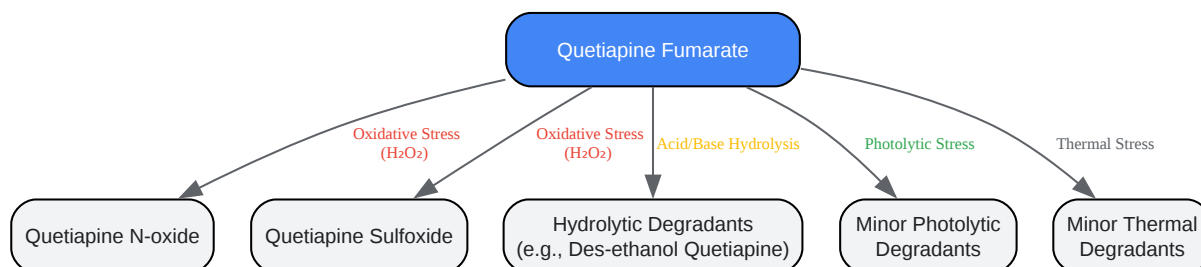 Quetiapine Fumarate
Oxidative Stress
(H₂O₂)
Oxidative Stress
(H₂O₂)
Acid/Base Hydrolysis
Photolytic Stress
Thermal Stress
Quetiapine N-oxide
Quetiapine Sulfoxide
Hydrolytic Degradants
(e.g., Des-ethanol Quetiapine)
Minor Photolytic
Degradants
Minor Thermal
Degradants